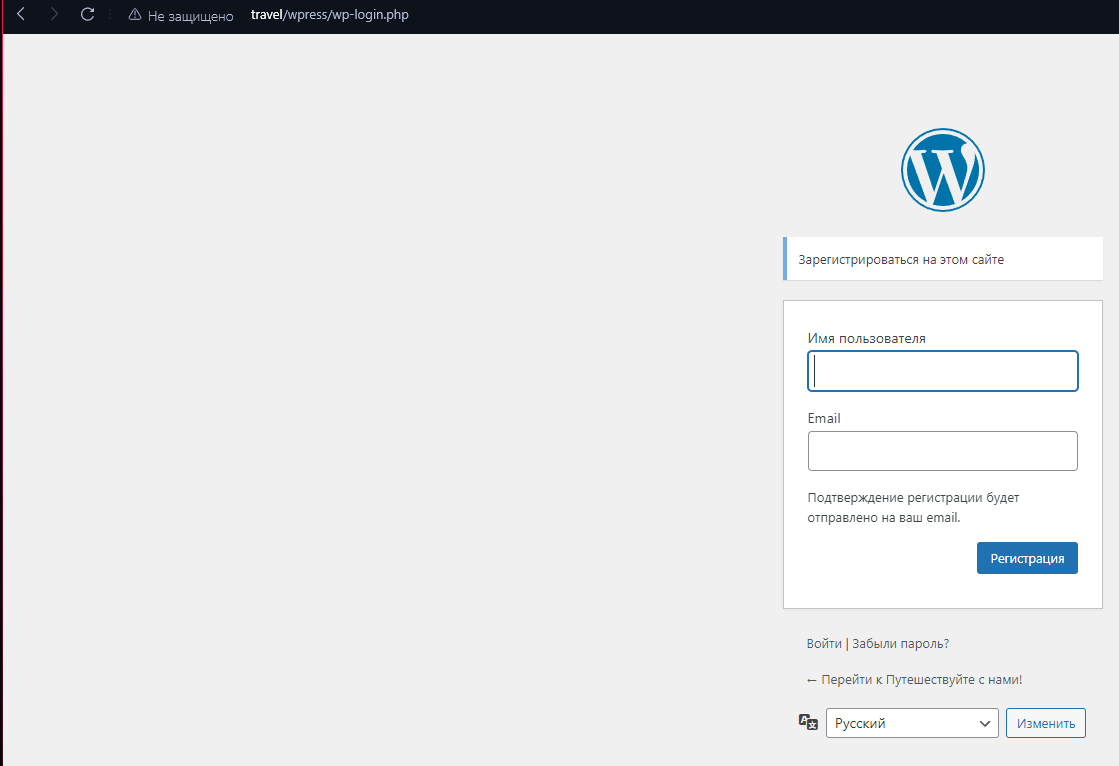 Не защищено travel/wpress/wp-login.php
Зарегистрироваться на этом сайте
Имя пользователя
Email
Подтверждение регистрации будет
отправлено на ваш email.
Регистрация
Войти | Забыли пароль?
← Перейти к Путешествуйте с нами!
Русский Изменить